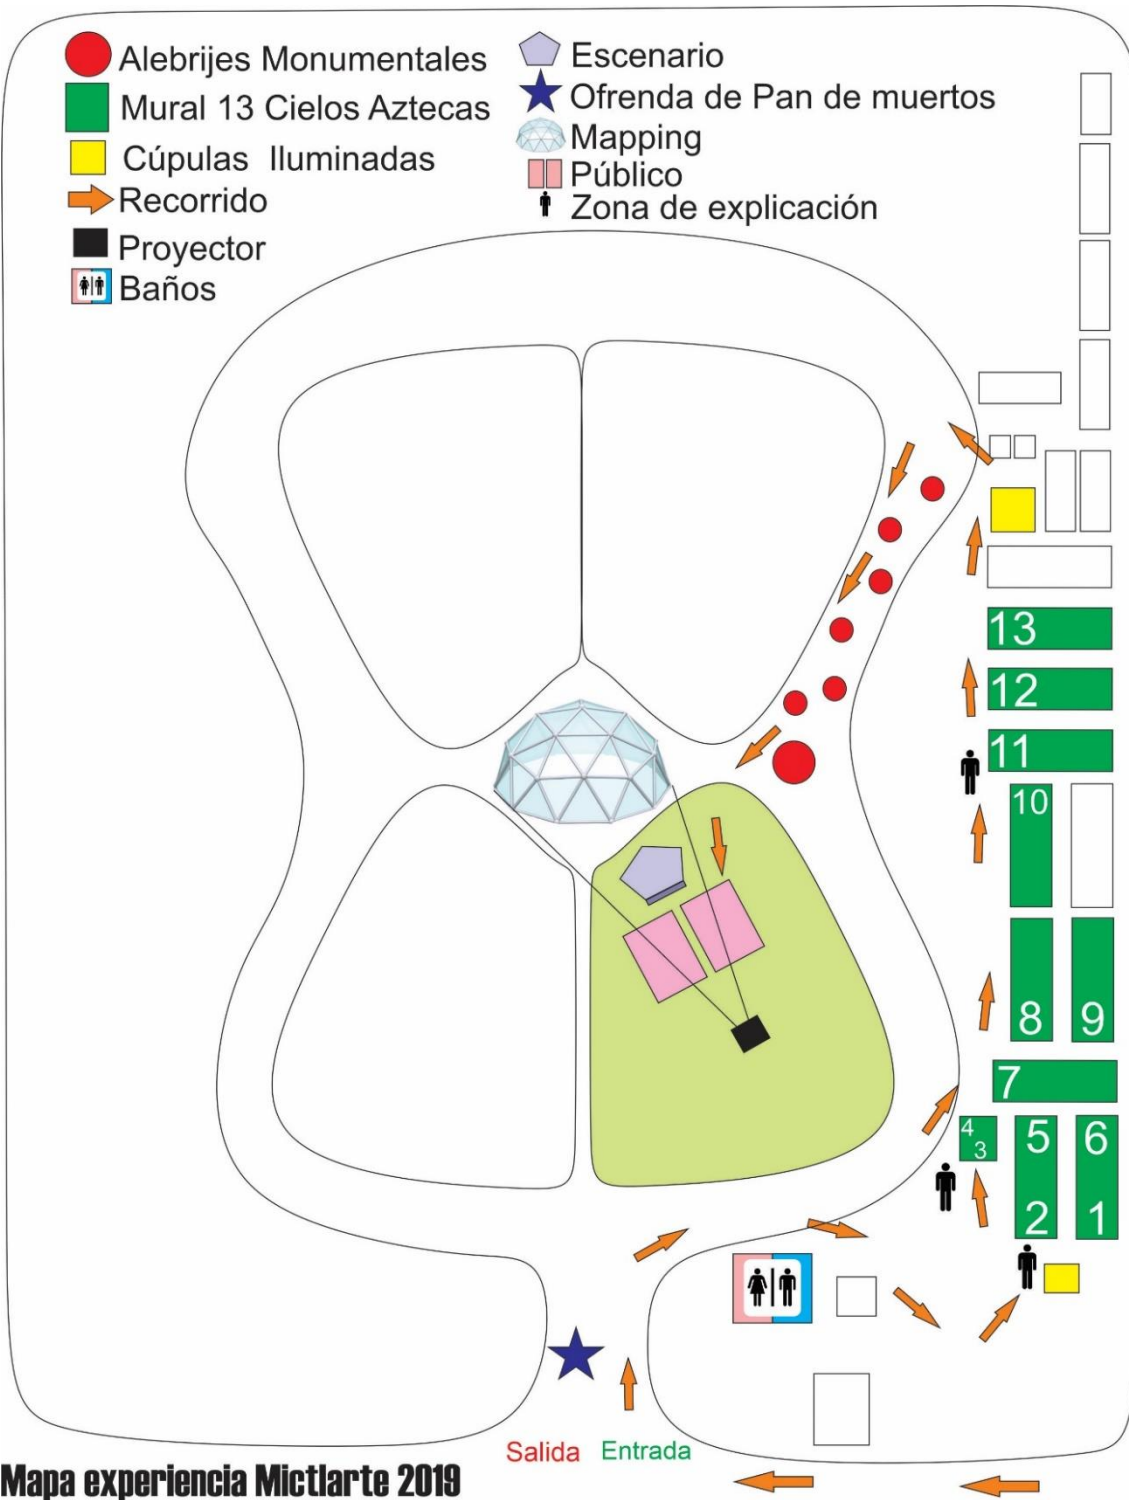 Alebrijes Monumentales
Mural 13 Cielos Aztecas
Cúpulas Iluminadas
Recorrido
Proyector
Baños
Escenario
Ofrenda de Pan de muertos
Mapping
Público
Zona de explicación
13
12
11
10
8
9
7
4
3
5
6
2
1
Salida
Entrada
Mapa experiencia Mictlarte 2019